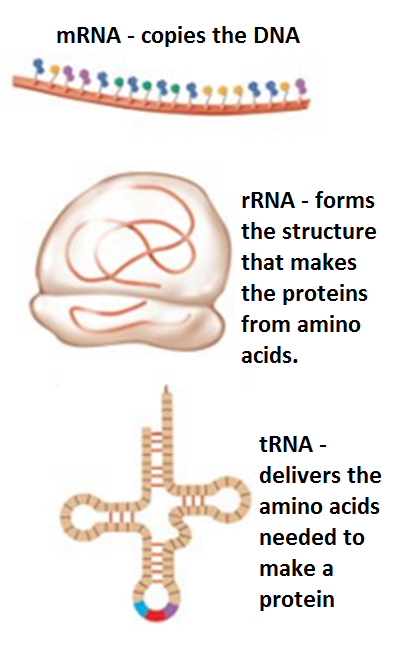 mRNA - copies the DNA
rRNA - forms
the structure
that makes
the proteins
from amino
acids.
tRNA -
delivers the
amino acids
needed to
make a
protein